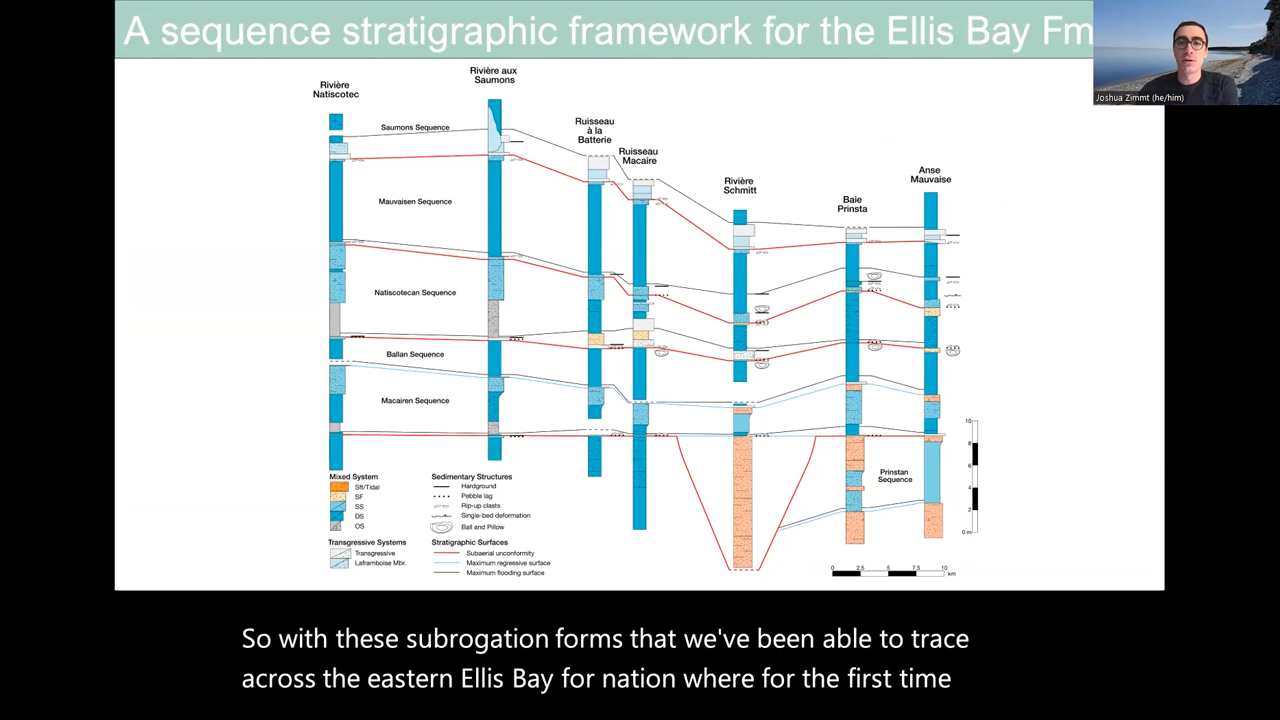 A sequence stratigraphic framework for the Ellis Bay Fm
Joshua Zimmt (he/him)
Rivière
Natiscotec
Rivière aux
Saumons
Ruisseau
à la
Batterie
Ruisseau
Macaire
Rivière
Schmitt
Baie
Prinsta
Anse
Mauvaise
Saumons Sequence
Mauvaisen Sequence
Natiscotecan Sequence
Ballan Sequence
Macairen Sequence
Prinstan
Sequence
Mixed System
Sft/Tidal
SF
SS
DS
OS
Transgressive Systems
Transgressive
Laframboise Mbr.
Sedimentary Structures
Hardground
Pebble lag
Rip-up clasts
Single-bed deformation
Ball and Pillow
Stratigraphic Surfaces
Subaerial unconformity
Maximum regressive surface
Maximum flooding surface
10
8
6
4
2
0 m
0 2.5 5 7.5 10
km
So with these subrogation forms that we've been able to trace
across the eastern Ellis Bay for nation where for the first time